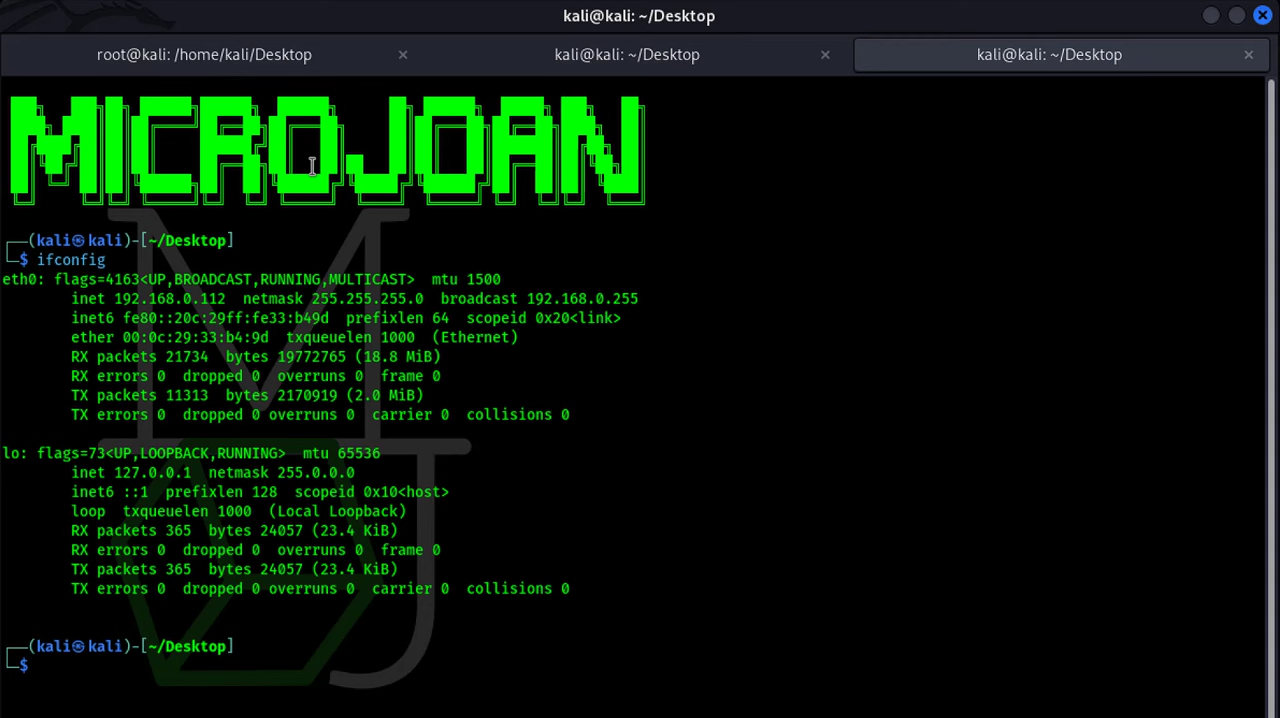 kali@kali: ~/Desktop
root@kali: /home/kali/Desktop
kali@kali: ~/Desktop
kali@kali: ~/Desktop
MICROJOAN
┌──(kali㉿kali)-[~/Desktop]
└─$ ifconfig
eth0: flags=4163<UP,BROADCAST,RUNNING,MULTICAST>  mtu 1500
        inet 192.168.0.112  netmask 255.255.255.0  broadcast 192.168.0.255
        inet6 fe80::20c:29ff:fe33:b49d  prefixlen 64  scopeid 0x20<link>
        ether 00:0c:29:33:b4:9d  txqueuelen 1000  (Ethernet)
        RX packets 21734  bytes 19772765 (18.8 MiB)
        RX errors 0  dropped 0  overruns 0  frame 0
        TX packets 11313  bytes 2170919 (2.0 MiB)
        TX errors 0  dropped 0 overruns 0  carrier 0  collisions 0
lo: flags=73<UP,LOOPBACK,RUNNING>  mtu 65536
        inet 127.0.0.1  netmask 255.0.0.0
        inet6 ::1  prefixlen 128  scopeid 0x10<host>
        loop  txqueuelen 1000  (Local Loopback)
        RX packets 365  bytes 24057 (23.4 KiB)
        RX errors 0  dropped 0  overruns 0  frame 0
        TX packets 365  bytes 24057 (23.4 KiB)
        TX errors 0  dropped 0 overruns 0  carrier 0  collisions 0
┌──(kali㉿kali)-[~/Desktop]
└─$
MJ